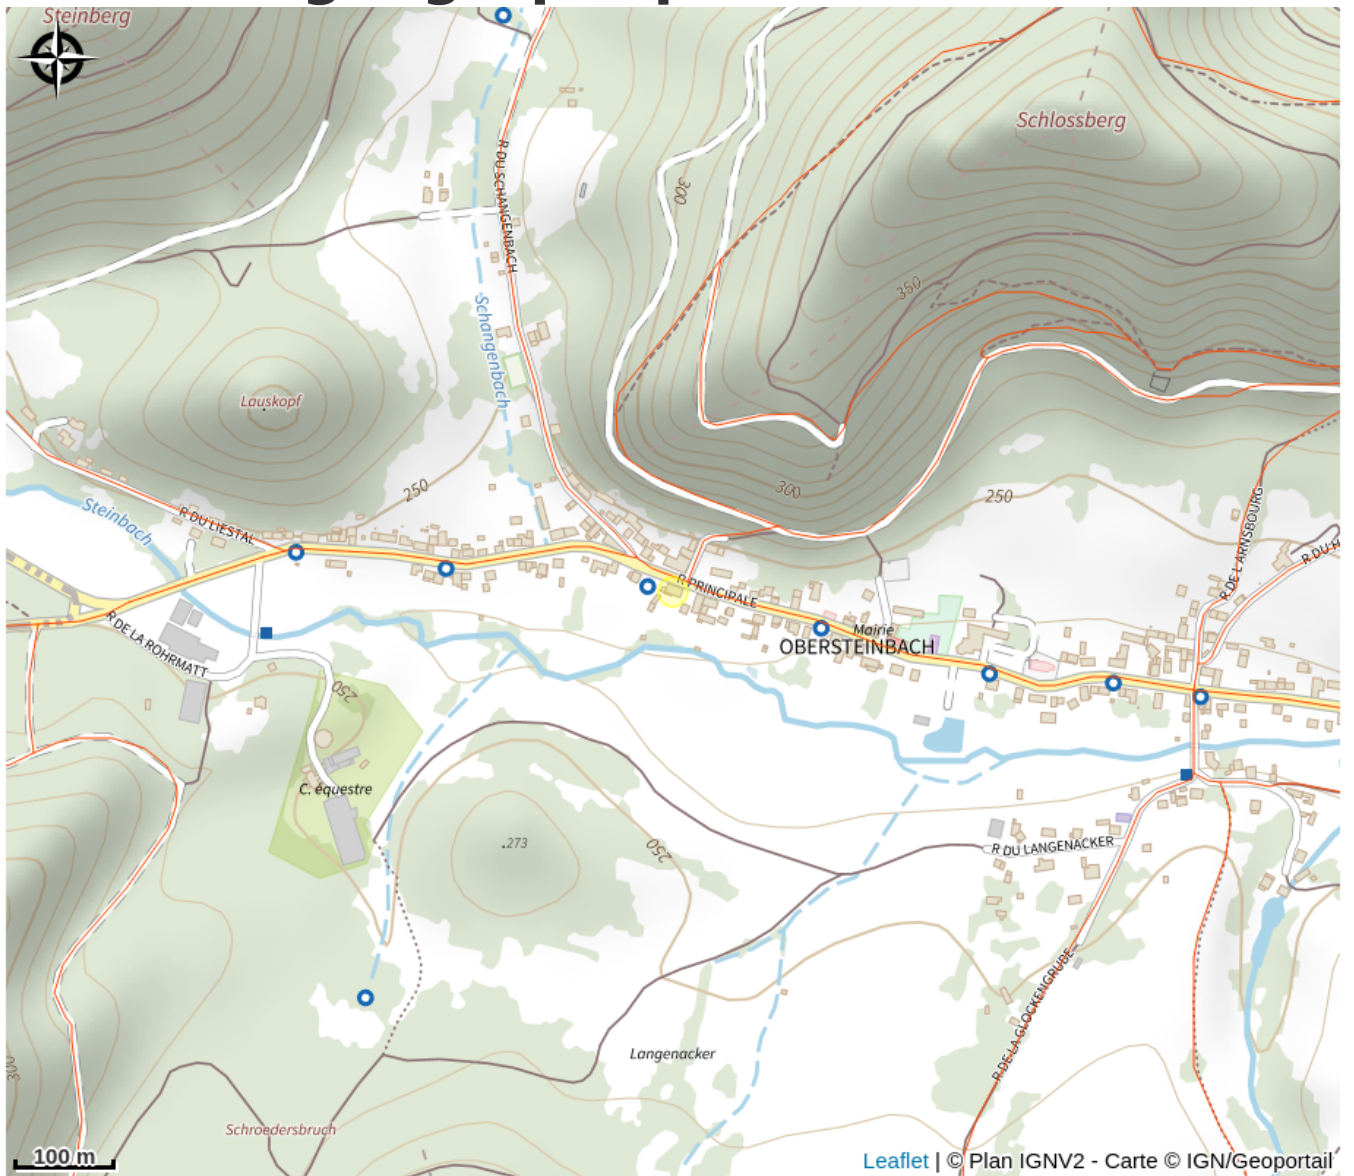 Steinberg
Schlossberg
R DU SCHANGENBACH
300
350
Schangenbach
Lauskopf
250
300
250
Steinbach
R DU LIESTAL
R DE L'ARNSBOURG
R DU H
R PRINCIPALE
Mairie
OBERSTEINBACH
R DE LA ROHRMATT
250
C. équestre
.273
250
R DU LANGENACKER
R DE LA GLOCKENGRUBE
Langenacker
300
Schroedersbruch
100 m
Leaflet | © Plan IGNV2 - Carte © IGN/Geoportail